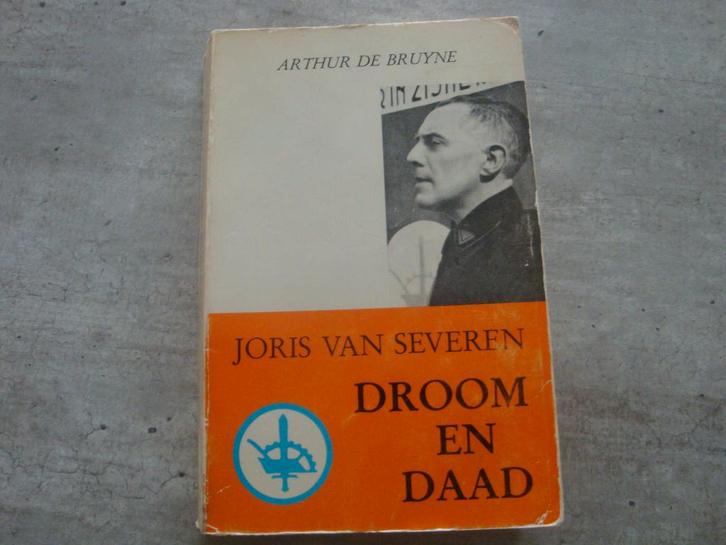 ARTHUR DE BRUYNE
JORIS VAN SEVEREN
DROOM
EN
DAAD